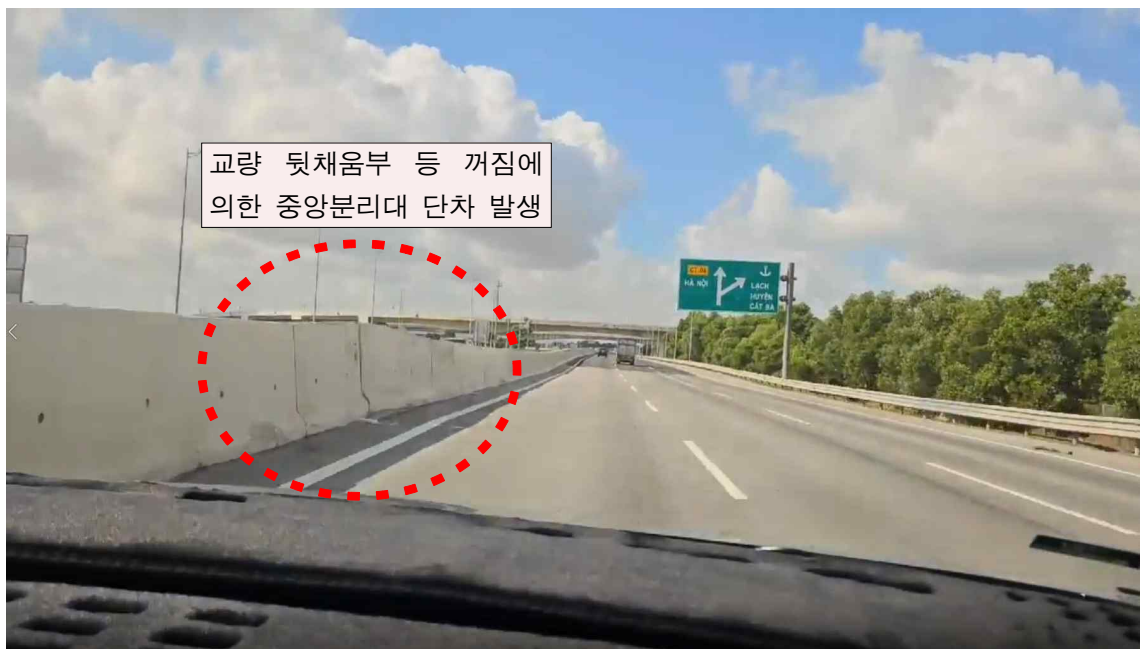 교량 뒷채움부 등 꺼짐에
의한 중앙분리대 단차 발생
HÀ NỘI
LẠCH
HUYỆN
CÁT BÀ